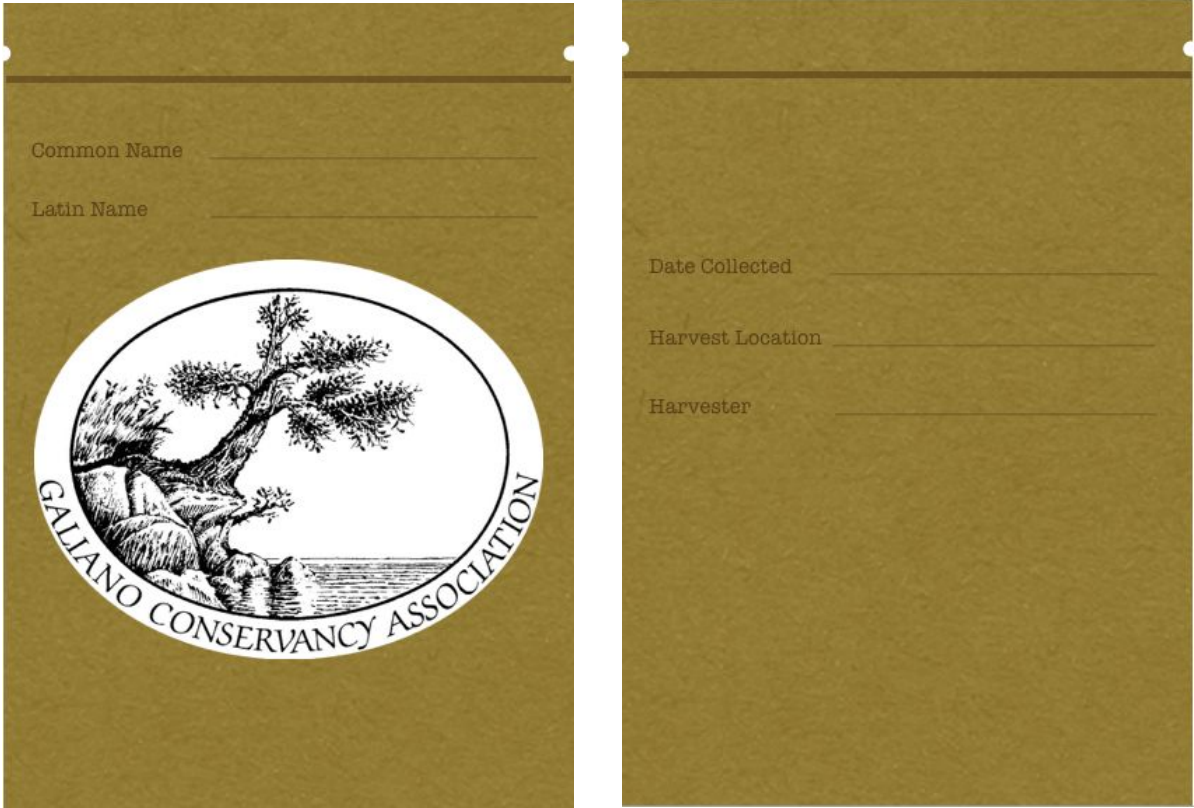 Common Name
Latin Name
GALIANO CONSERVANCY ASSOCIATION
Date Collected
Harvest Location
Harvester